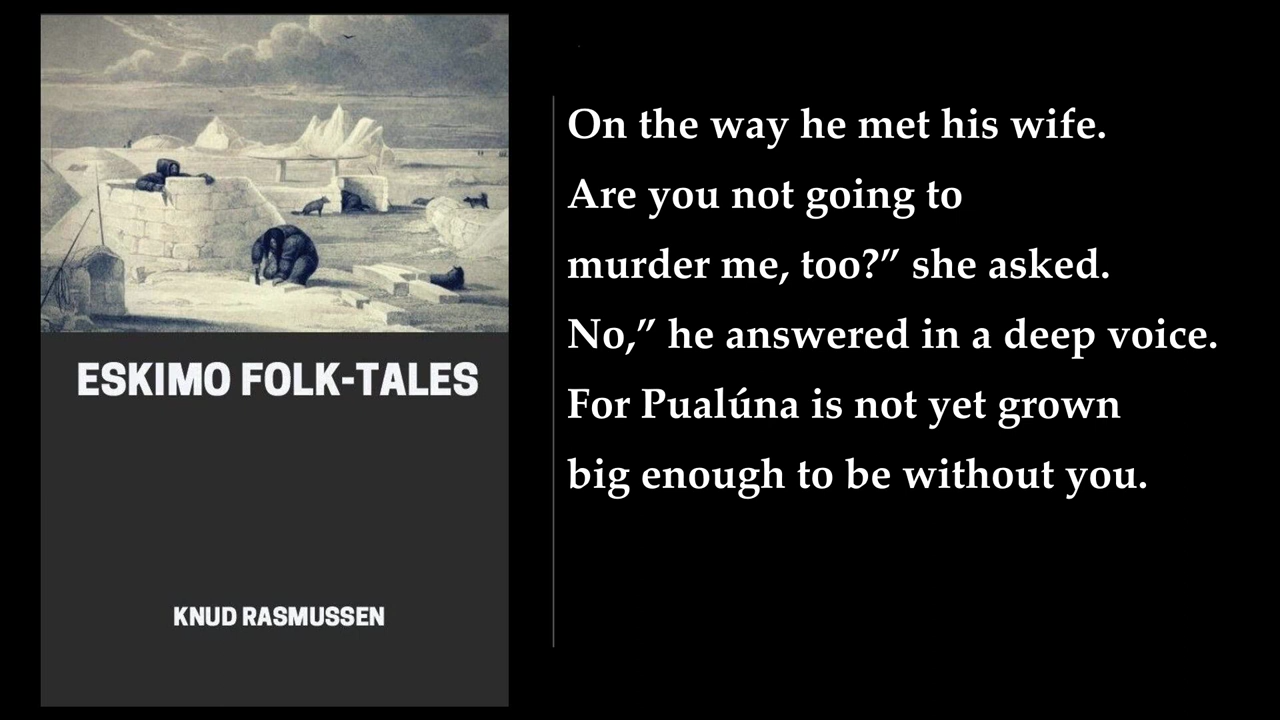 ESKIMO FOLK-TALES
KNUD RASMUSSEN
On the way he met his wife.
Are you not going to
murder me, too?” she asked.
No,” he answered in a deep voice.
For Pualúna is not yet grown
big enough to be without you.